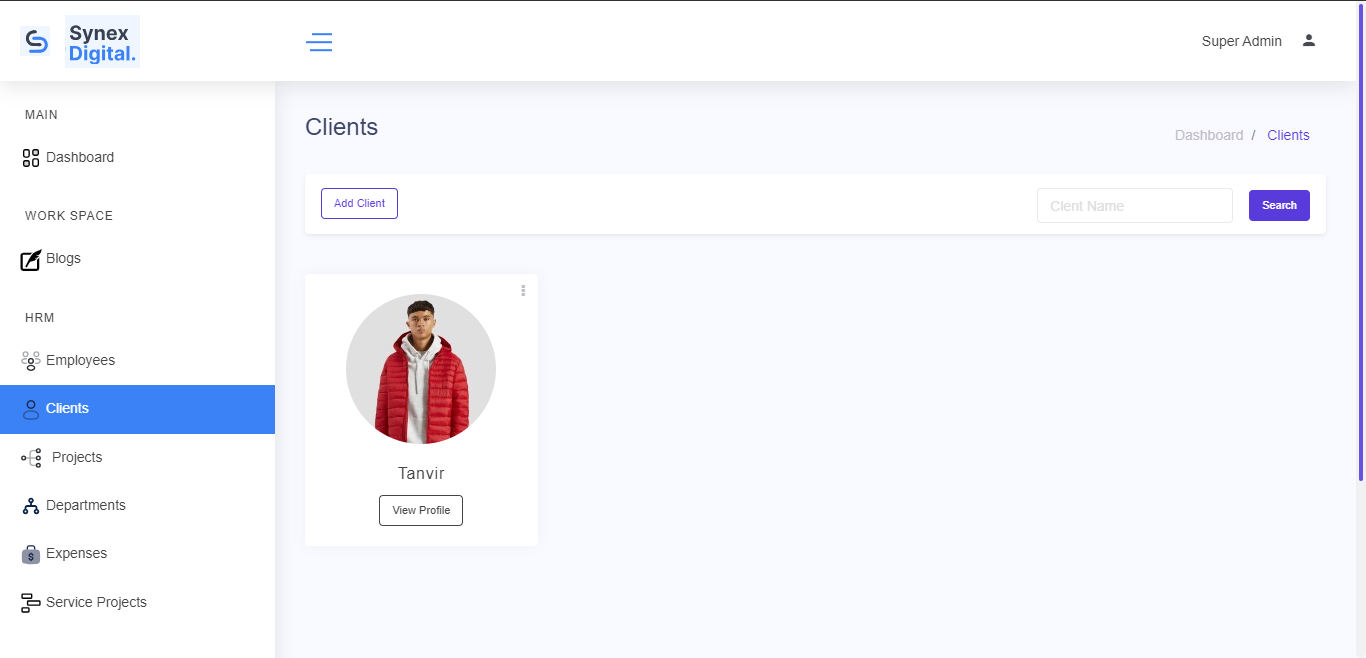 Synex
Digital.
Super Admin
MAIN
Dashboard
WORK SPACE
Blogs
HRM
Employees
Clients
Projects
Departments
Expenses
Service Projects
Clients
Dashboard / Clients
Add Client
Clent Name
Search
Tanvir
View Profile